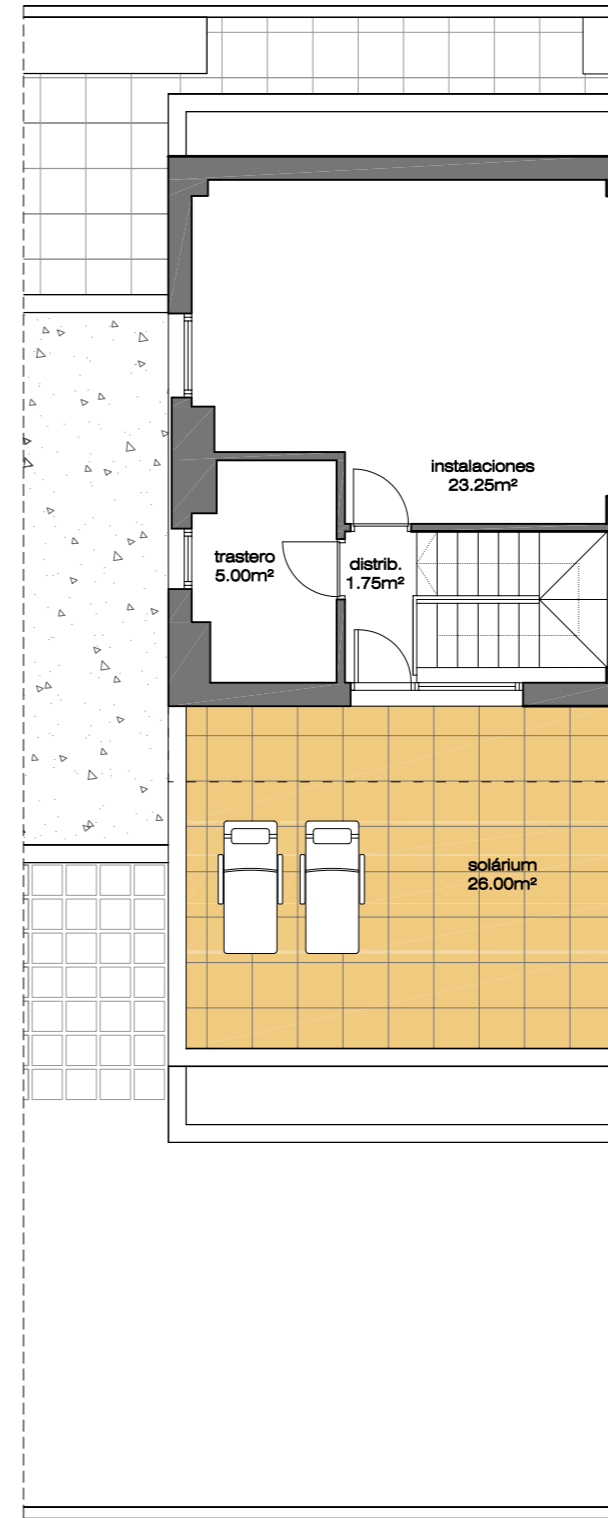 instalaciones
23.25m²
trastero
5.00m²
distrib.
1.75m²
solárium
26.00m²